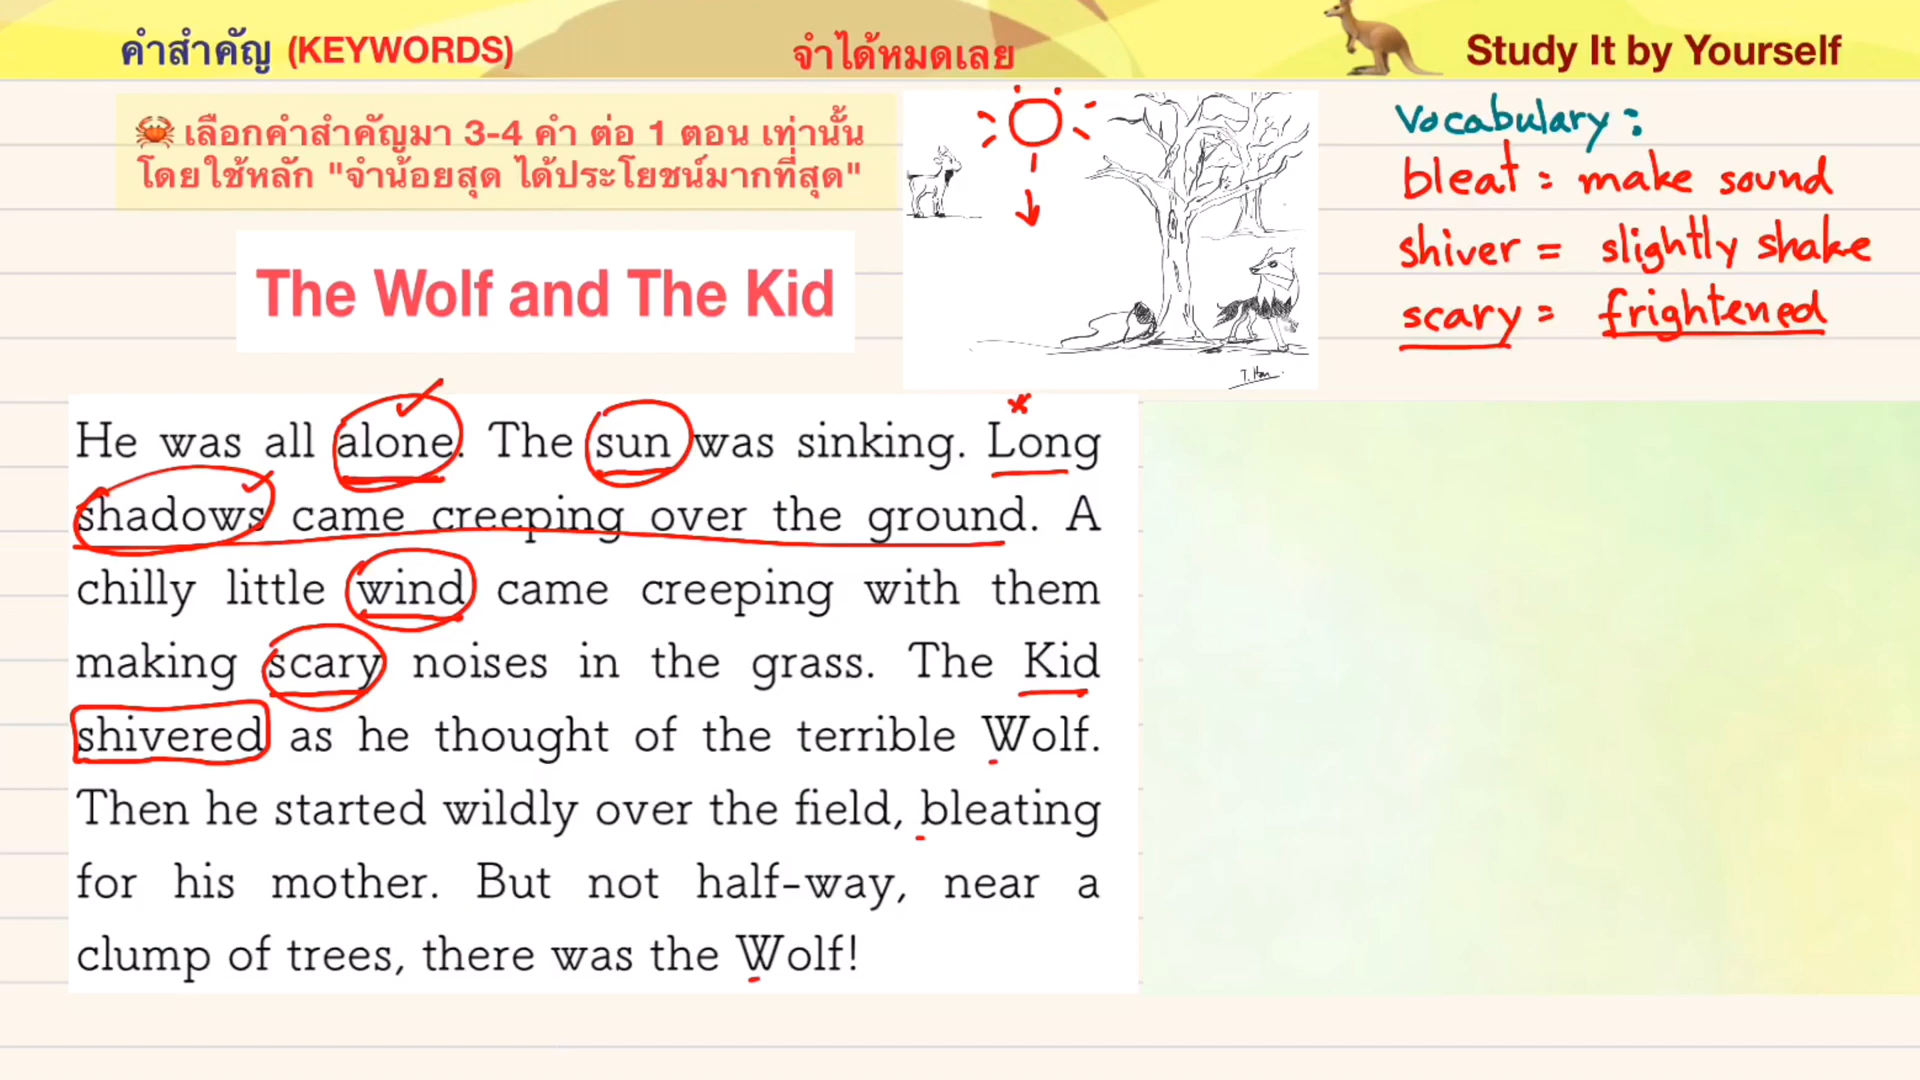 คำสำคัญ (KEYWORDS)
จำได้หมดเลย
Study It by Yourself
🦀 เลือกคำสำคัญมา 3-4 คำ ต่อ 1 ตอน เท่านั้น
โดยใช้หลัก "จำน้อยสุด ได้ประโยชน์มากที่สุด"
The Wolf and The Kid
Vocabulary:
bleat = make sound
shiver = slightly shake
scary = frightened
He was all alone. The sun was sinking. Long
shadows came creeping over the ground. A
chilly little wind came creeping with them
making scary noises in the grass. The Kid
shivered as he thought of the terrible Wolf.
Then he started wildly over the field, bleating
for his mother. But not half-way, near a
clump of trees, there was the Wolf!